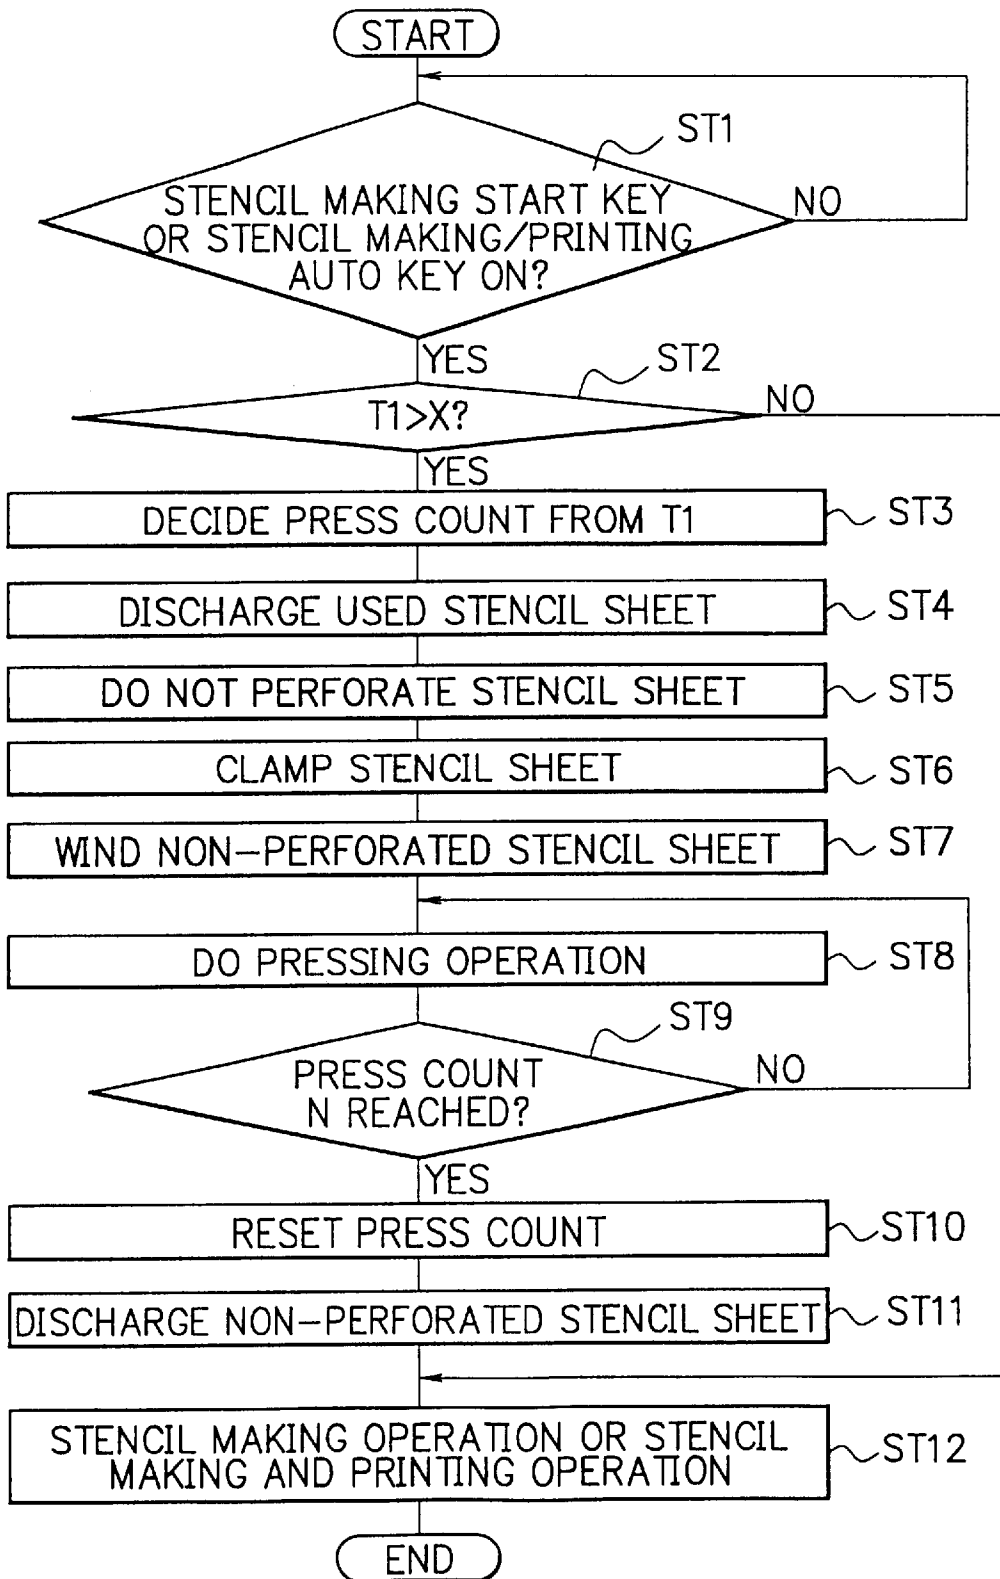 START
ST1
STENCIL MAKING START KEY
OR STENCIL MAKING/PRINTING
AUTO KEY ON?
NO
YES
ST2
T1>X?
NO
YES
DECIDE PRESS COUNT FROM T1
ST3
DISCHARGE USED STENCIL SHEET
ST4
DO NOT PERFORATE STENCIL SHEET
ST5
CLAMP STENCIL SHEET
ST6
WIND NON-PERFORATED STENCIL SHEET
ST7
DO PRESSING OPERATION
ST8
ST9
PRESS COUNT
N REACHED?
NO
YES
RESET PRESS COUNT
ST10
DISCHARGE NON-PERFORATED STENCIL SHEET
ST11
STENCIL MAKING OPERATION OR STENCIL
MAKING AND PRINTING OPERATION
ST12
END